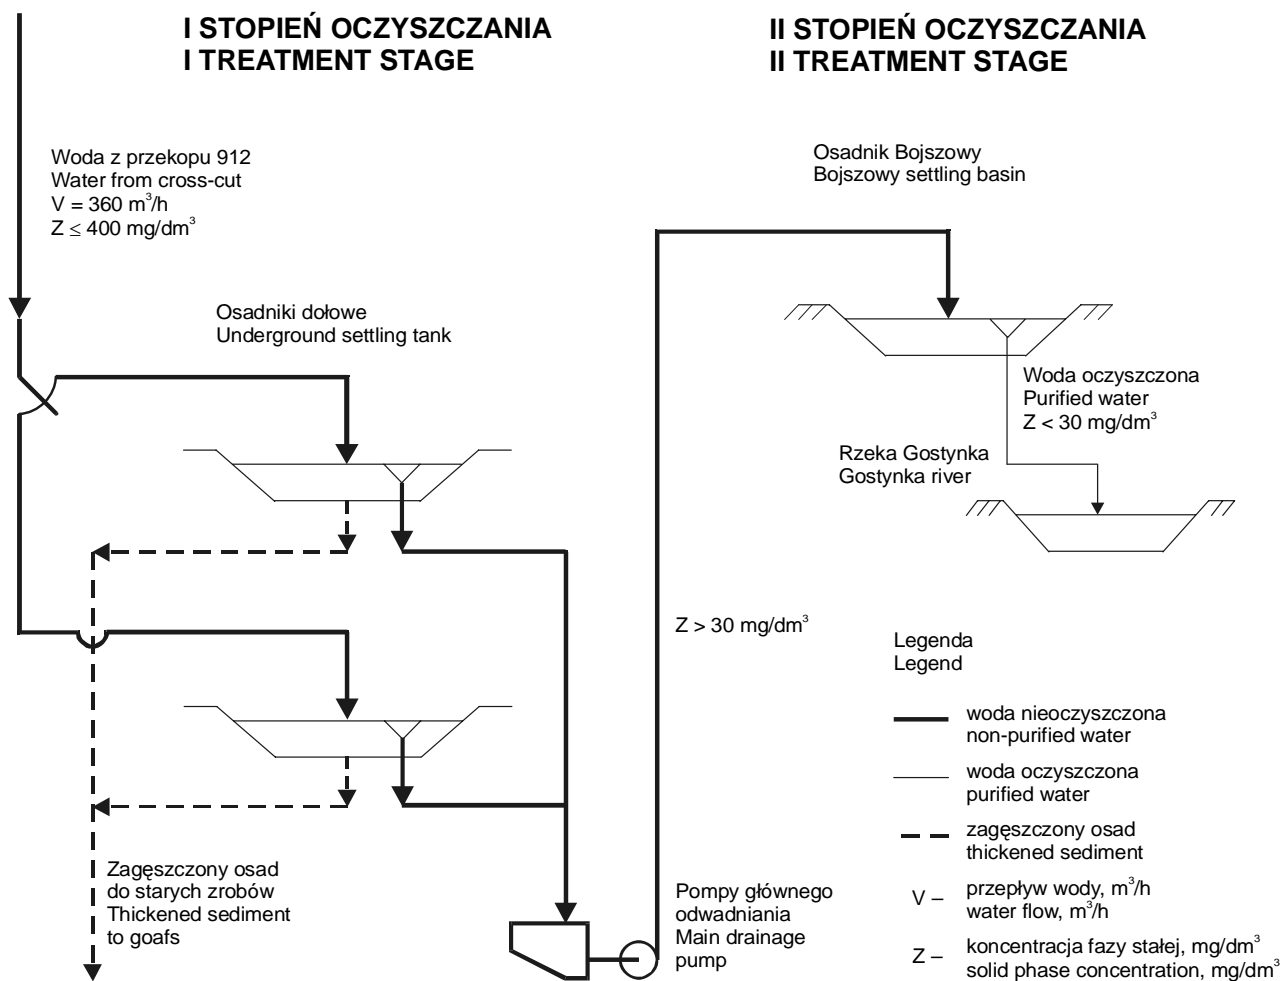 I STOPIEŃ OCZYSZCZANIA
I TREATMENT STAGE
II STOPIEŃ OCZYSZCZANIA
II TREATMENT STAGE
Woda z przekopu 912
Water from cross-cut
V = 360 m³/h
Z ≤ 400 mg/dm³
Osadniki dołowe
Underground settling tank
Osadnik Bojszowy
Bojszowy settling basin
Woda oczyszczona
Purified water
Z < 30 mg/dm³
Rzeka Gostynka
Gostynka river
Z > 30 mg/dm³
Zagęszczony osad
do starych zrobów
Thickened sediment
to goafs
Pompy głównego
odwadniania
Main drainage
pump
Legenda
Legend
woda nieoczyszczona
non-purified water
woda oczyszczona
purified water
zagęszczony osad
thickened sediment
V – przepływ wody, m³/h
water flow, m³/h
Z – koncentracja fazy stałej, mg/dm³
solid phase concentration, mg/dm³